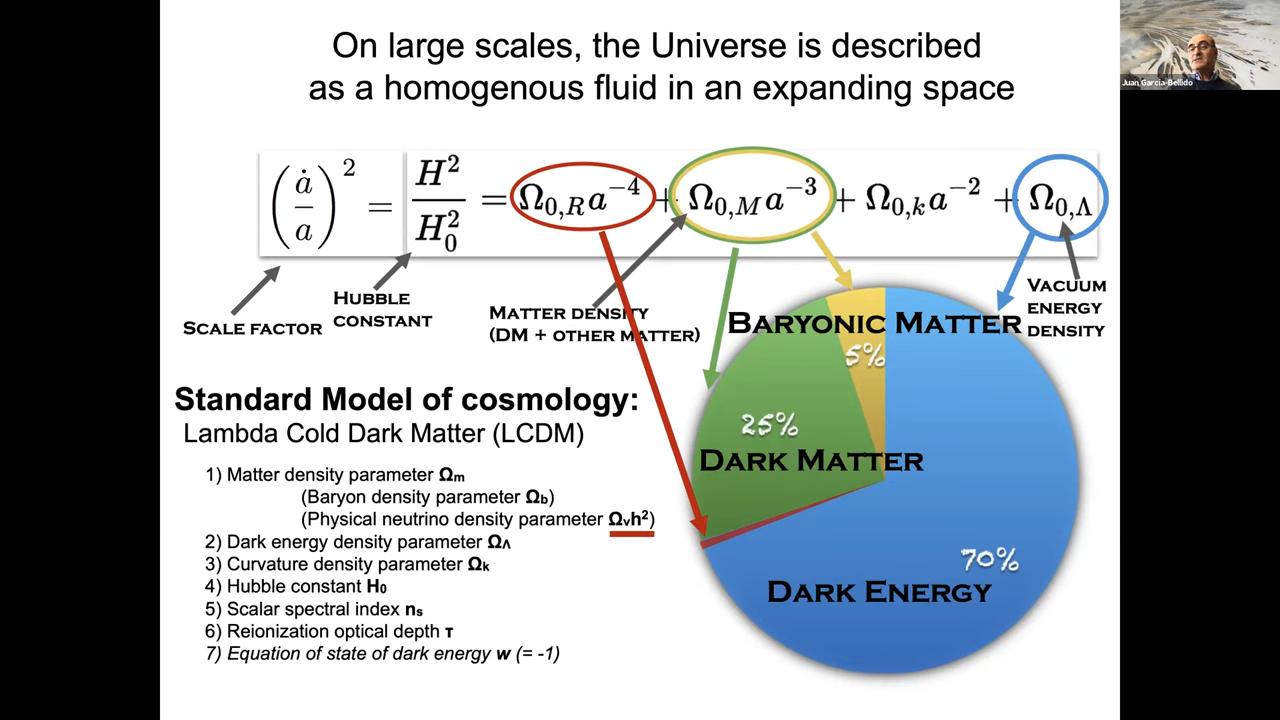 On large scales, the Universe is described
as a homogenous fluid in an expanding space
Juan García-Bellido
(ȧ/a)² = H²/H₀² = Ω₀,R a⁻⁴ + Ω₀,M a⁻³ + Ω₀,k a⁻² + Ω₀,Λ
SCALE FACTOR
HUBBLE
CONSTANT
MATTER DENSITY
(DM + OTHER MATTER)
VACUUM
ENERGY
DENSITY
BARYONIC MATTER
5%
25%
DARK MATTER
70%
DARK ENERGY
Standard Model of cosmology:
Lambda Cold Dark Matter (LCDM)
1) Matter density parameter Ωm
(Baryon density parameter Ωb)
(Physical neutrino density parameter Ωνh²)
2) Dark energy density parameter ΩΛ
3) Curvature density parameter Ωk
4) Hubble constant H₀
5) Scalar spectral index ns
6) Reionization optical depth τ
7) Equation of state of dark energy w (= -1)